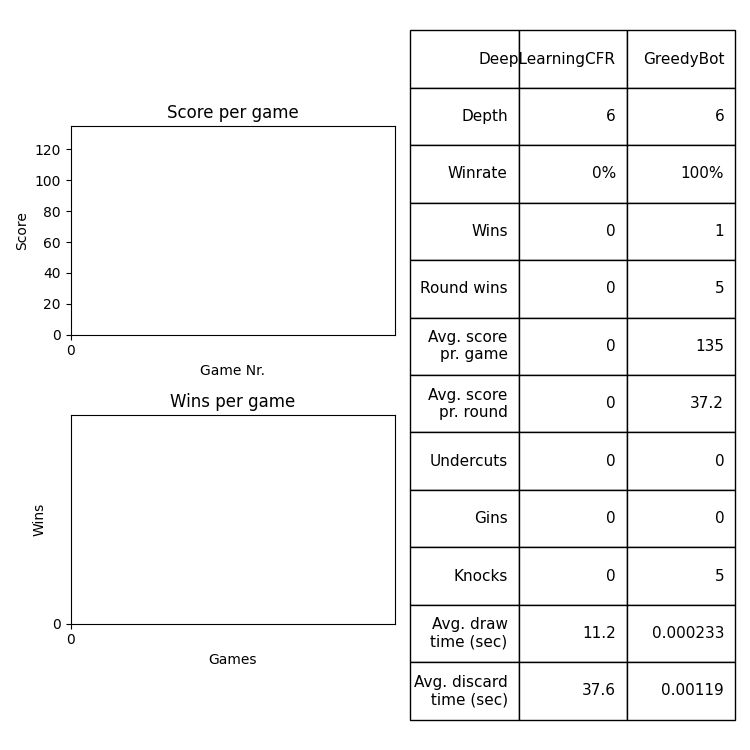 Score per game
120
100
80
60
40
20
0
0
Score
Game Nr.
Wins per game
0
0
Wins
Games
DeepLearningCFR GreedyBot
Depth 6 6
Winrate 0% 100%
Wins 0 1
Round wins 0 5
Avg. score
pr. game 0 135
Avg. score
pr. round 0 37.2
Undercuts 0 0
Gins 0 0
Knocks 0 5
Avg. draw
time (sec) 11.2 0.000233
Avg. discard
time (sec) 37.6 0.00119